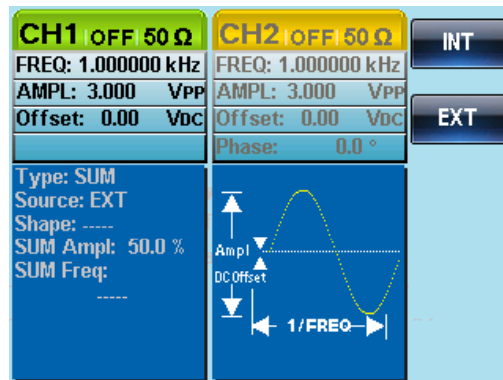 CH1 OFF 50 Ω
FREQ: 1.000000 kHz
AMPL: 3.000 VPP
Offset: 0.00 VDC
Type: SUM
Source: EXT
Shape: -----
SUM Ampl: 50.0 %
SUM Freq:
-----
CH2 OFF 50 Ω
FREQ: 1.000000 kHz
AMPL: 3.000 VPP
Offset: 0.00 VDC
Phase: 0.0 °
Ampl
DC Offset
1/FREQ
INT
EXT